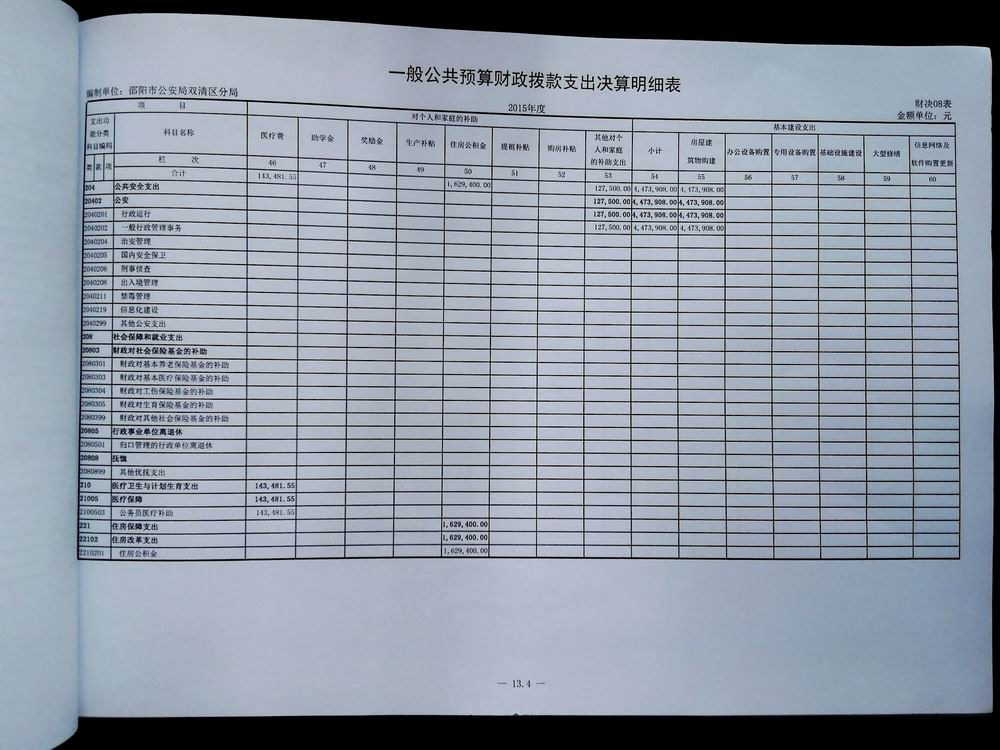 一般公共预算财政拨款支出决算明细表
财决08表
编制单位：邵阳市公安局双清区分局 2015年度 金额单位：元
项 目 对个人和家庭的补助 基本建设支出
支出功能分类科目编码 科目名称 医疗费 助学金 奖励金 生产补贴 住房公积金 提租补贴 购房补贴 其他对个人和家庭的补助支出 小计 房屋建筑物购建 办公设备购置 专用设备购置 基础设施建设 大型修缮 信息网络及软件购置更新
类 款 项 栏 次 46 47 48 49 50 51 52 53 54 55 56 57 58 59 60
合计 143,481.55 1,629,400.00 127,500.00 4,473,908.00 4,473,908.00
204 公共安全支出 127,500.00 4,473,908.00 4,473,908.00
20402 公安 127,500.00 4,473,908.00 4,473,908.00
2040201 行政运行 127,500.00 4,473,908.00 4,473,908.00
2040202 一般行政管理事务
2040204 治安管理
2040205 国内安全保卫
2040206 刑事侦查
2040208 出入境管理
2040211 禁毒管理
2040219 信息化建设
2040299 其他公安支出
208 社会保障和就业支出
20803 财政对社会保险基金的补助
2080301 财政对基本养老保险基金的补助
2080303 财政对基本医疗保险基金的补助
2080304 财政对工伤保险基金的补助
2080305 财政对生育保险基金的补助
2080399 财政对其他社会保险基金的补助
20805 行政事业单位离退休
2080501 归口管理的行政单位离退休
20808 抚恤
2080899 其他优抚支出
210 医疗卫生与计划生育支出 143,481.55
21005 医疗保障 143,481.55
2100503 公务员医疗补助 143,481.55
221 住房保障支出 1,629,400.00
22102 住房改革支出 1,629,400.00
2210201 住房公积金 1,629,400.00
— 13.4 —